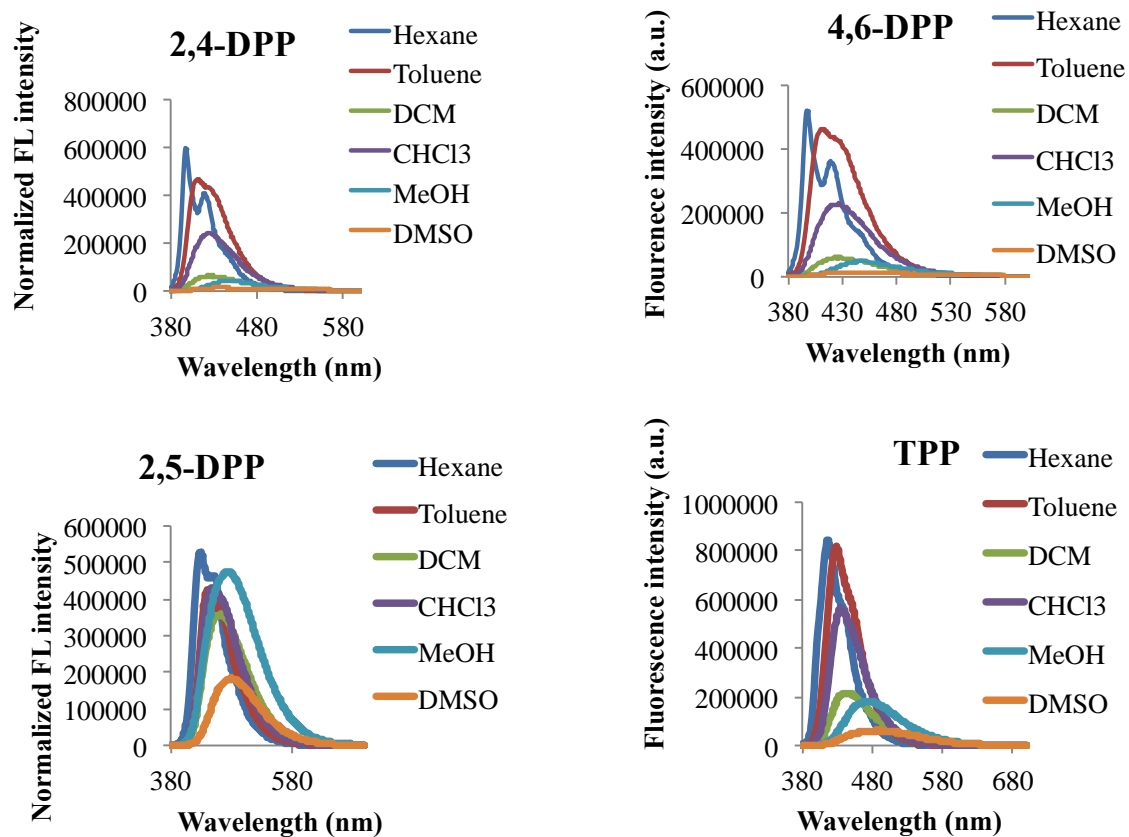 2,4-DPP
Normalized FL intensity
800000
600000
400000
200000
0
380
480
580
Wavelength (nm)
Hexane
Toluene
DCM
CHCl3
MeOH
DMSO
4,6-DPP
Flourenece intensity (a.u.)
600000
400000
200000
0
380
430
480
530
580
Wavelength (nm)
Hexane
Toluene
DCM
CHCl3
MeOH
DMSO
2,5-DPP
Normalized FL intensity
600000
500000
400000
300000
200000
100000
0
380
580
Wavelength (nm)
Hexane
Toluene
DCM
CHCl3
MeOH
DMSO
TPP
Fluorescence intensity (a.u.)
1000000
800000
600000
400000
200000
0
380
480
580
680
Wavelength (nm)
Hexane
Toluene
DCM
CHCl3
MeOH
DMSO